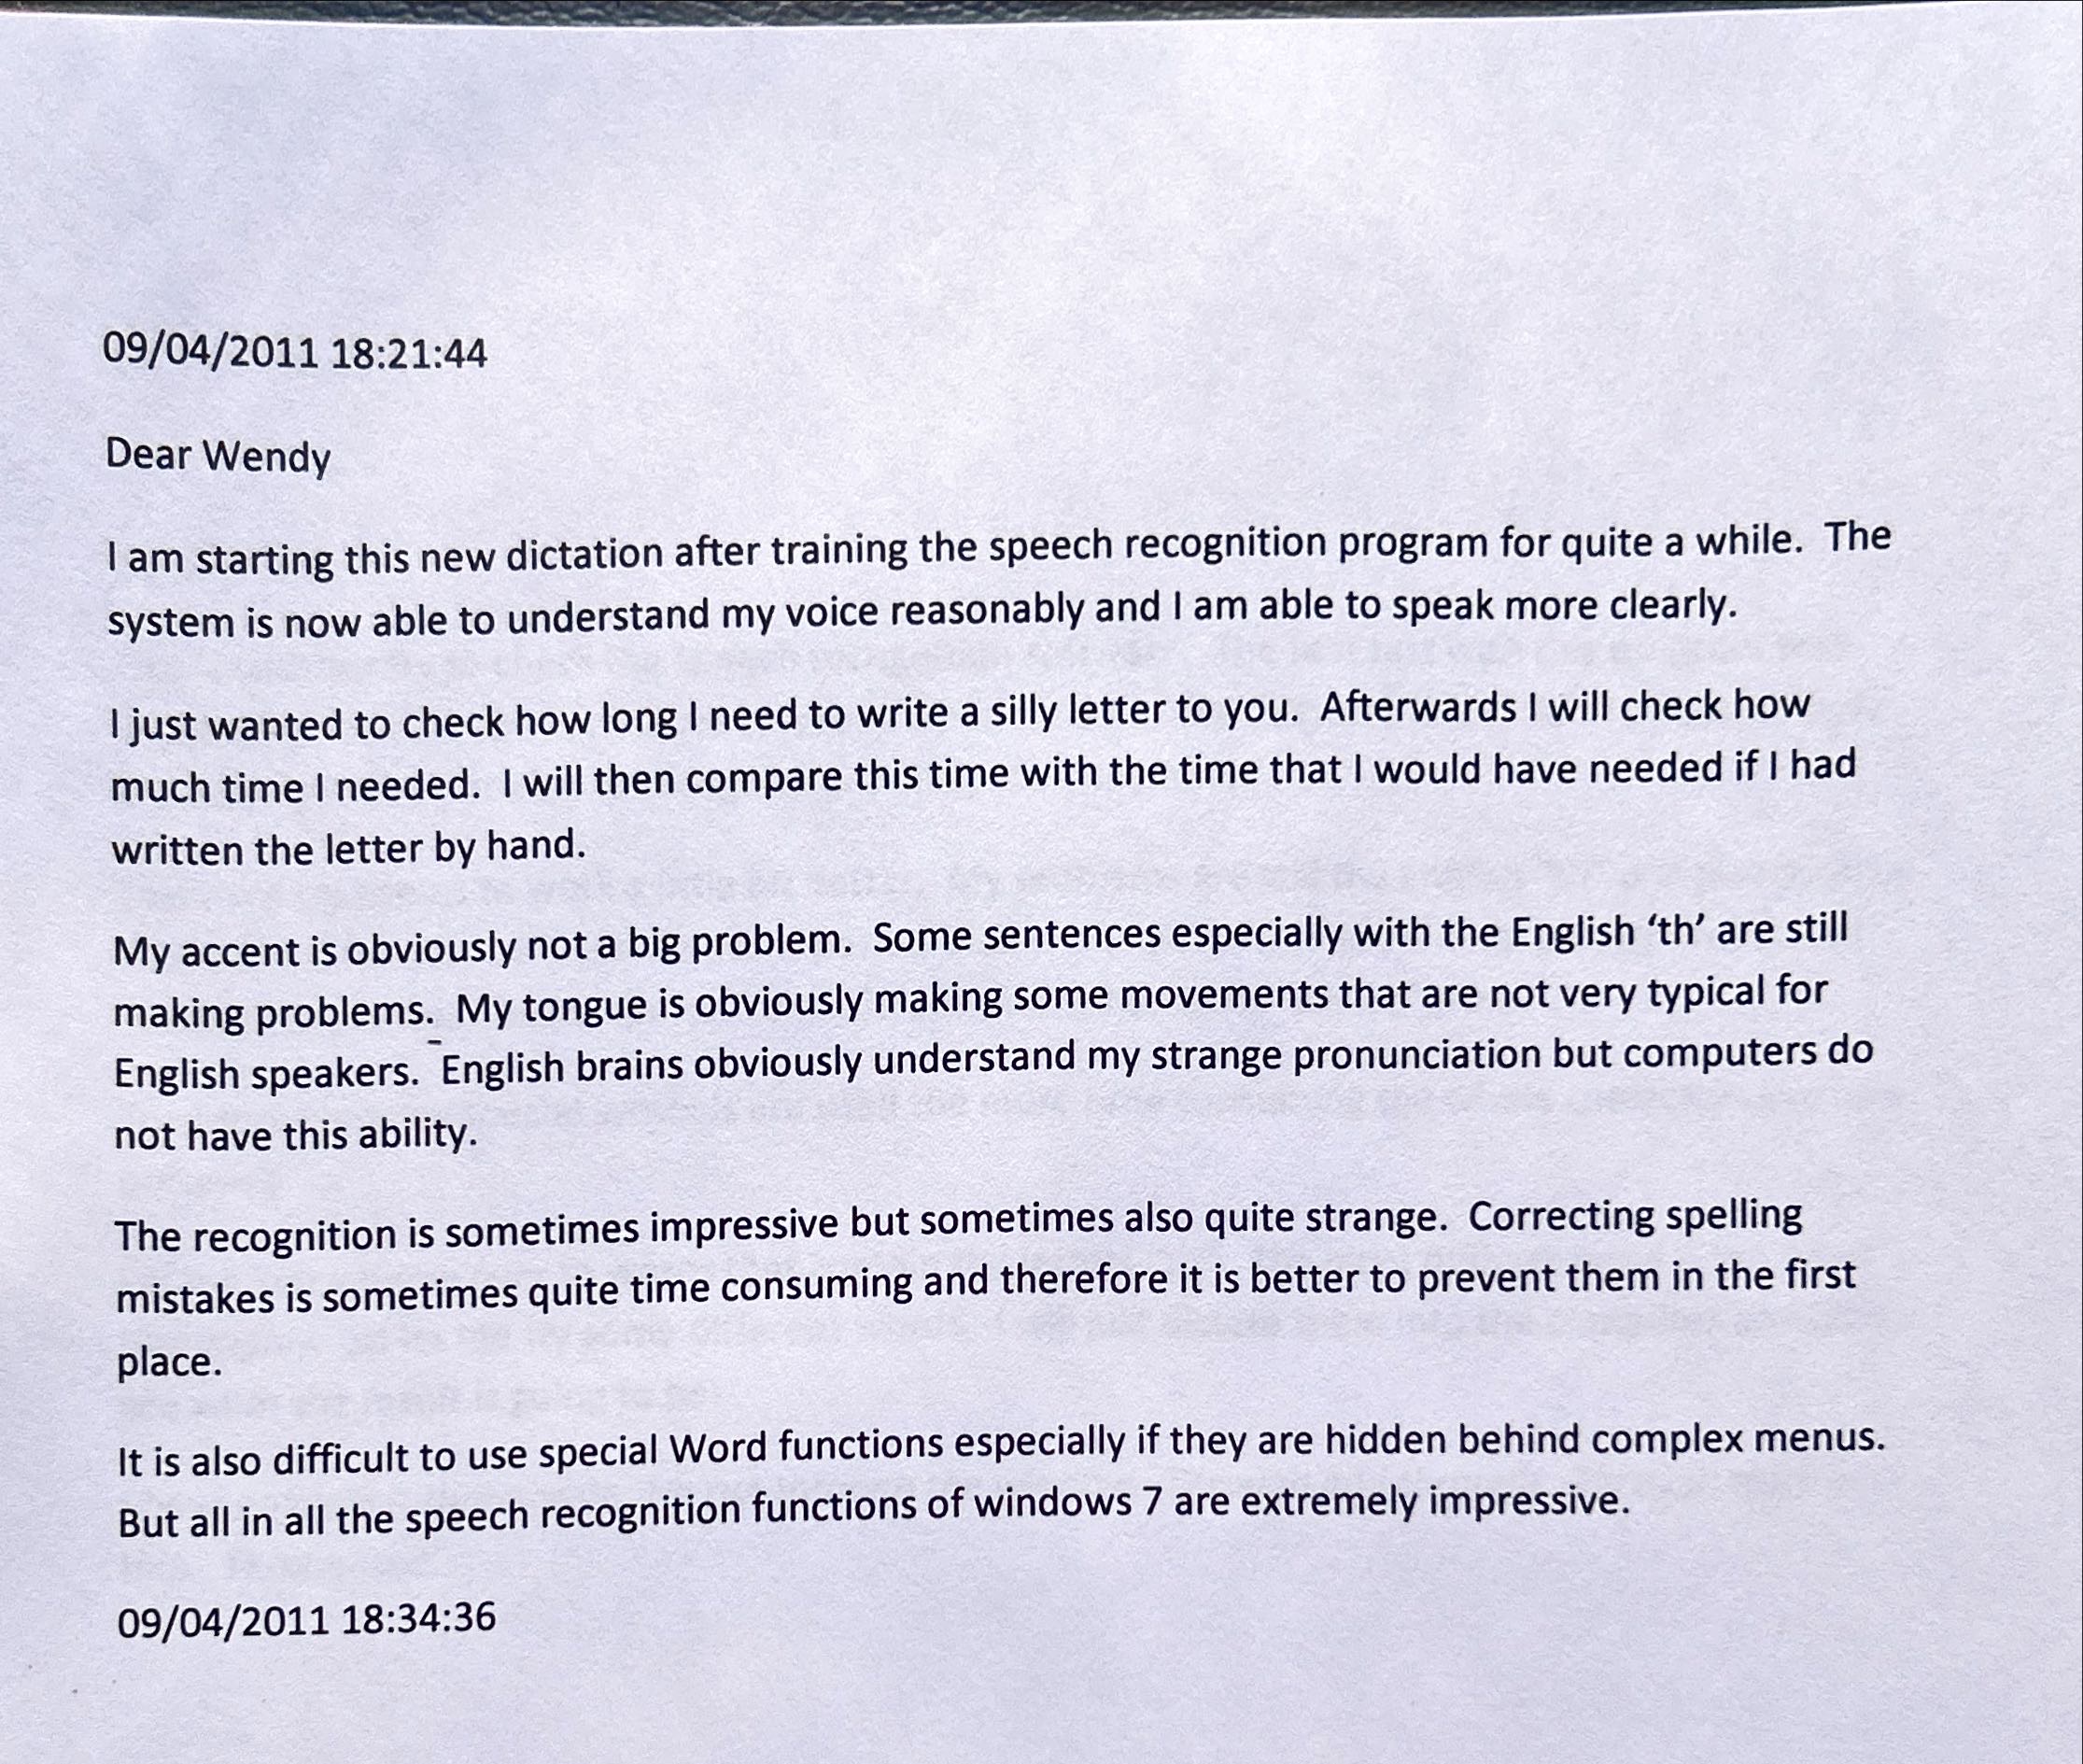 09/04/2011 18:21:44
Dear Wendy
I am starting this new dictation after training the speech recognition program for quite a while.  The
system is now able to understand my voice reasonably and I am able to speak more clearly.
I just wanted to check how long I need to write a silly letter to you.  Afterwards I will check how
much time I needed.  I will then compare this time with the time that I would have needed if I had
written the letter by hand.
My accent is obviously not a big problem.  Some sentences especially with the English ‘th’ are still
making problems.  My tongue is obviously making some movements that are not very typical for
English speakers.  English brains obviously understand my strange pronunciation but computers do
not have this ability.
The recognition is sometimes impressive but sometimes also quite strange.  Correcting spelling
mistakes is sometimes quite time consuming and therefore it is better to prevent them in the first
place.
It is also difficult to use special Word functions especially if they are hidden behind complex menus.
But all in all the speech recognition functions of windows 7 are extremely impressive.
09/04/2011 18:34:36